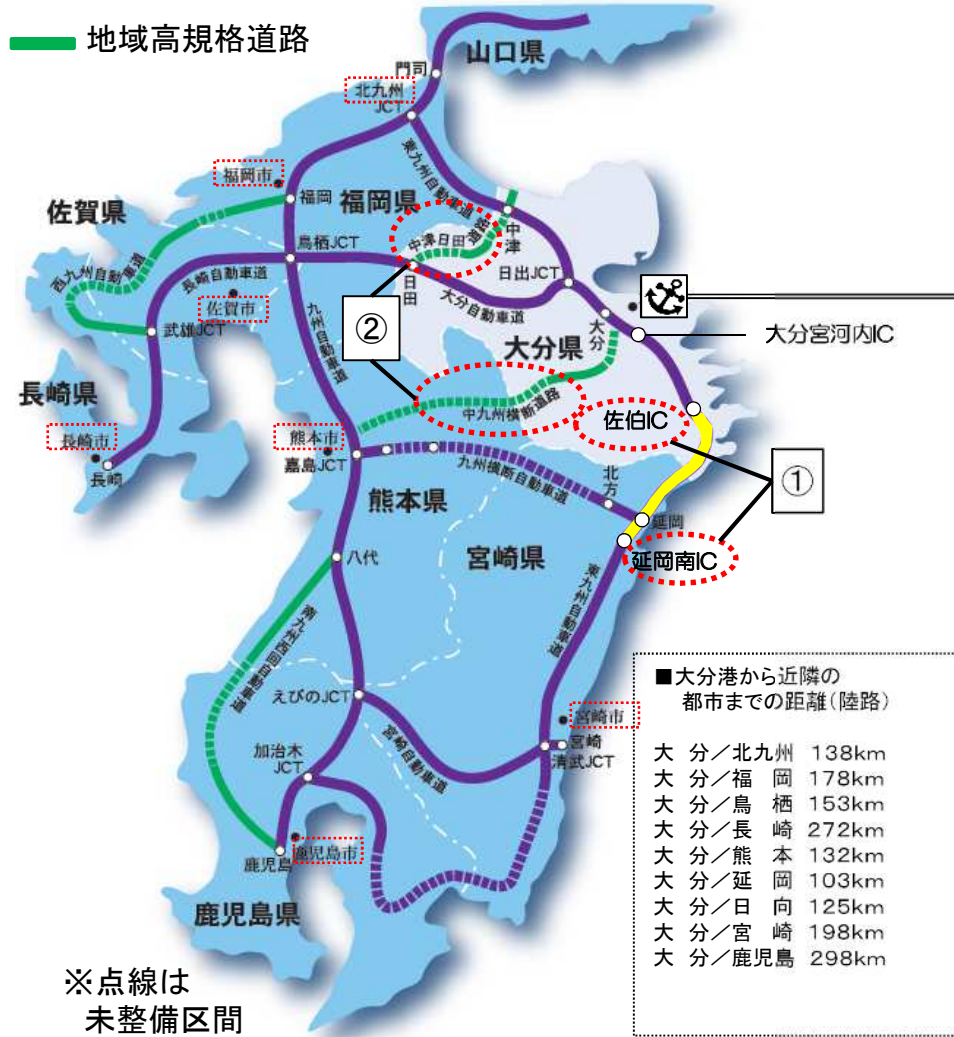 地域高規格道路
山口県
門司
北九州
JCT
東九州自動車道
福岡市
福岡
福岡県
佐賀県
中津日田道路
中津
西九州自動車道
長崎自動車道
鳥栖JCT
日出JCT
日田
大分自動車道
佐賀市
武雄JCT
九州自動車道
②
大分
大分宮河内IC
大分県
長崎県
中九州横断道路
佐伯IC
長崎市
長崎
熊本市
嘉島JCT
九州横断自動車道
北方
①
延岡
延岡南IC
熊本県
宮崎県
八代
東九州自動車道
南九州西回自動車道
えびのJCT
宮崎自動車道
宮崎市
宮崎
清武JCT
加治木
JCT
鹿児島
鹿児島市
鹿児島県
■大分港から近隣の
都市までの距離(陸路)
大 分/北九州 138km
大 分/福 岡 178km
大 分/鳥 栖 153km
大 分/長 崎 272km
大 分/熊 本 132km
大 分/延 岡 103km
大 分/日 向 125km
大 分/宮 崎 198km
大 分/鹿児島 298km
※点線は
未整備区間